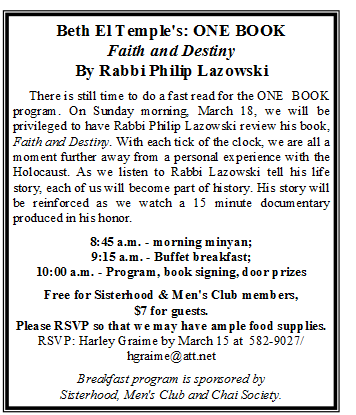 Beth El Temple's: ONE BOOK
Faith and Destiny
By Rabbi Philip Lazowski
There is still time to do a fast read for the ONE BOOK
program. On Sunday morning, March 18, we will be
privileged to have Rabbi Philip Lazowski review his book,
Faith and Destiny. With each tick of the clock, we are all a
moment further away from a personal experience with the
Holocaust. As we listen to Rabbi Lazowski tell his life
story, each of us will become part of history. His story will
be reinforced as we watch a 15 minute documentary
produced in his honor.
8:45 a.m. - morning minyan;
9:15 a.m. - Buffet breakfast;
10:00 a.m. - Program, book signing, door prizes
Free for Sisterhood & Men's Club members,
$7 for guests.
Please RSVP so that we may have ample food supplies.
RSVP: Harley Graime by March 15 at 582-9027/
hgraime@att.net
Breakfast program is sponsored by
Sisterhood, Men's Club and Chai Society.